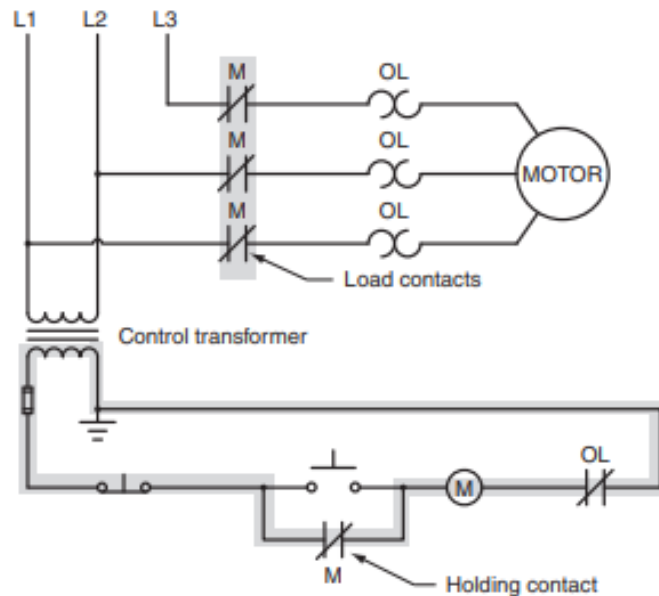 L1 L2 L3
M OL
M OL
MOTOR
M OL
Load contacts
Control transformer
OL
M
M
Holding contact